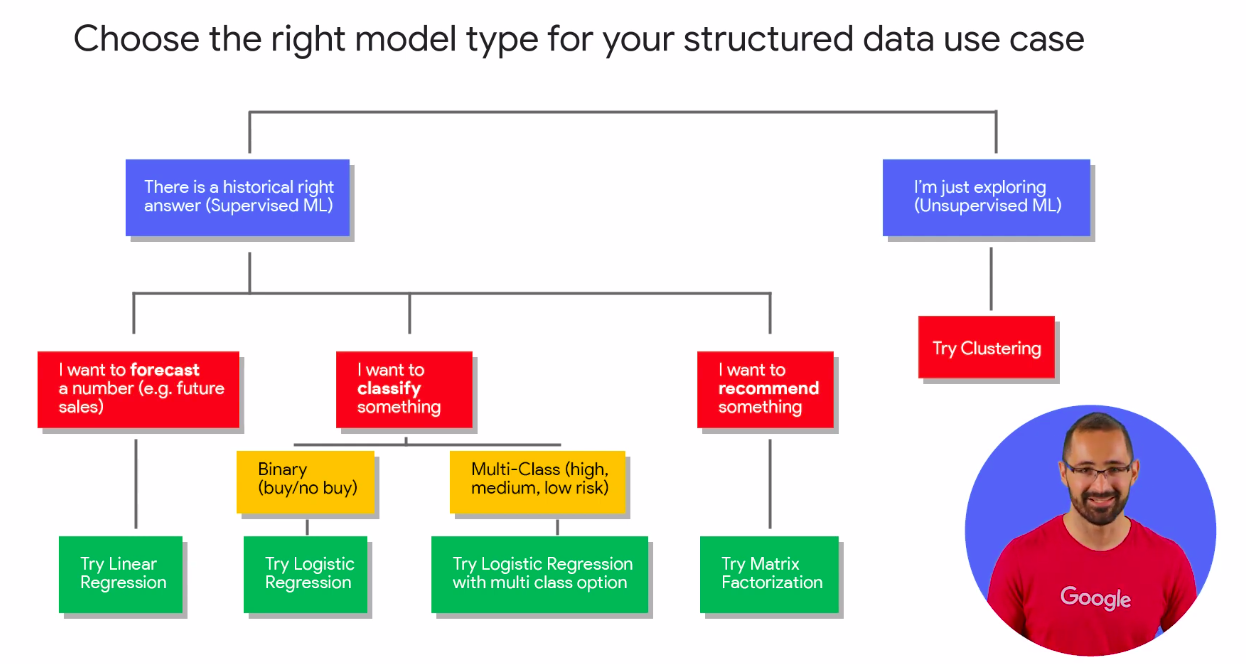 Choose the right model type for your structured data use case
There is a historical right
answer (Supervised ML)
I'm just exploring
(Unsupervised ML)
Try Clustering
I want to forecast
a number (e.g. future
sales)
I want to
classify
something
I want to
recommend
something
Binary
(buy/no buy)
Multi-Class (high,
medium, low risk)
Try Linear
Regression
Try Logistic
Regression
Try Logistic Regression
with multi class option
Try Matrix
Factorization
Google